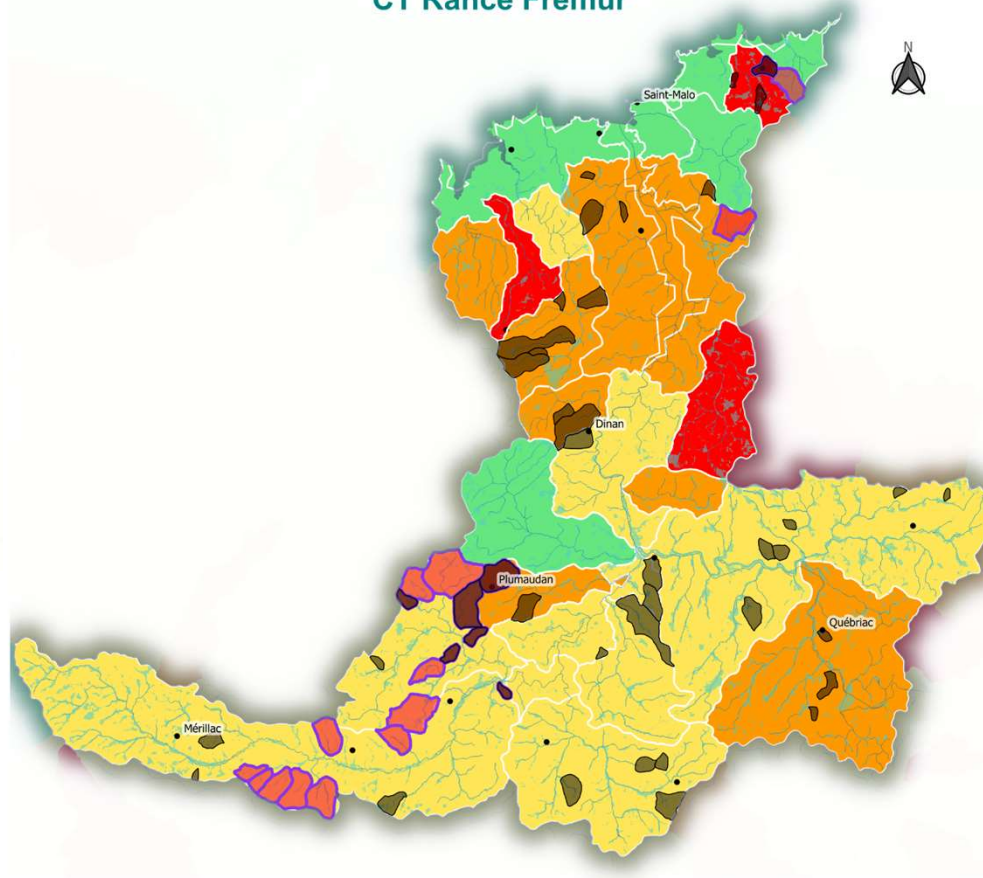 CT Rance Frémur
N
Saint-Malo
Dinan
Plumaudan
Québriac
Mérillac